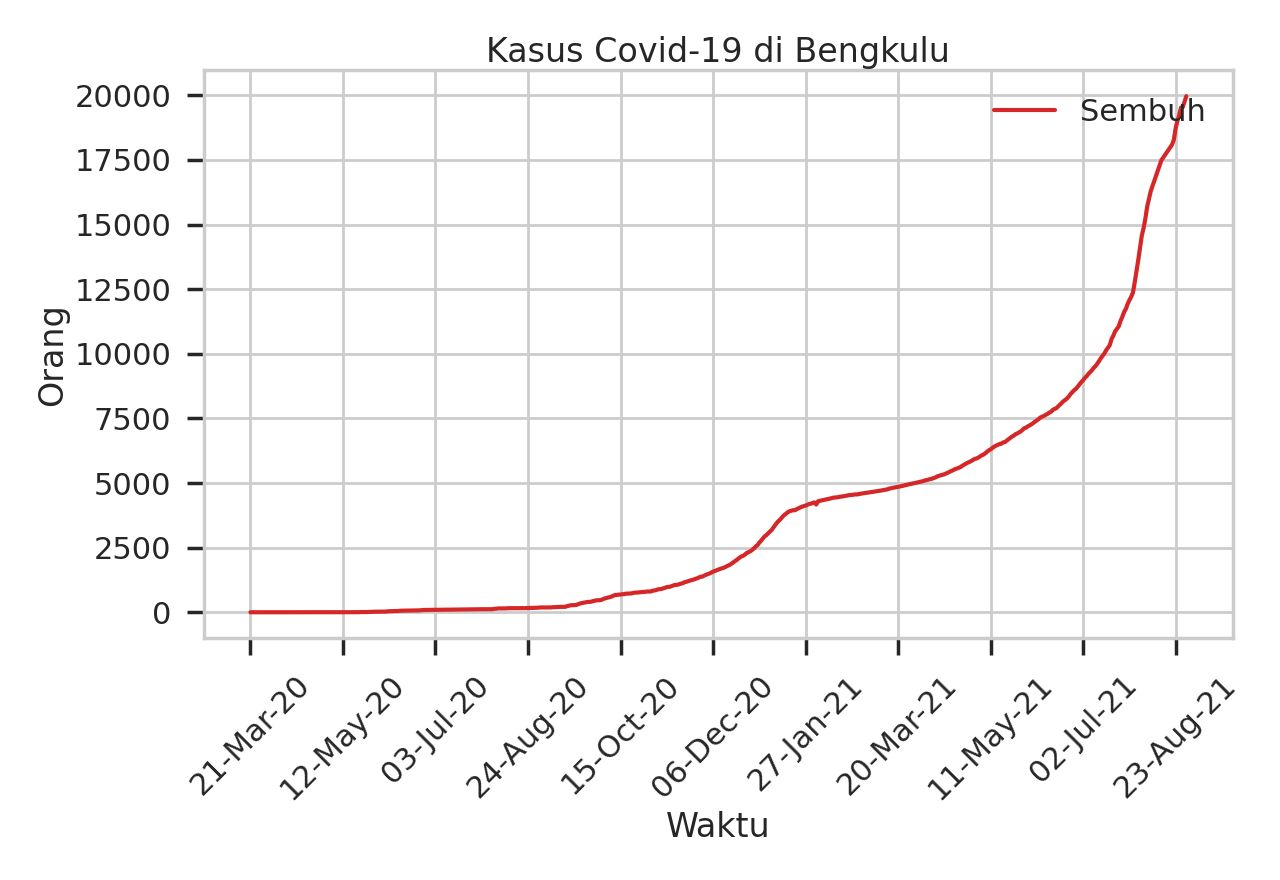 Kasus Covid-19 di Bengkulu
Sembuh
Orang
20000
17500
15000
12500
10000
7500
5000
2500
0
21-Mar-20
12-May-20
03-Jul-20
24-Aug-20
15-Oct-20
06-Dec-20
27-Jan-21
20-Mar-21
11-May-21
02-Jul-21
23-Aug-21
Waktu